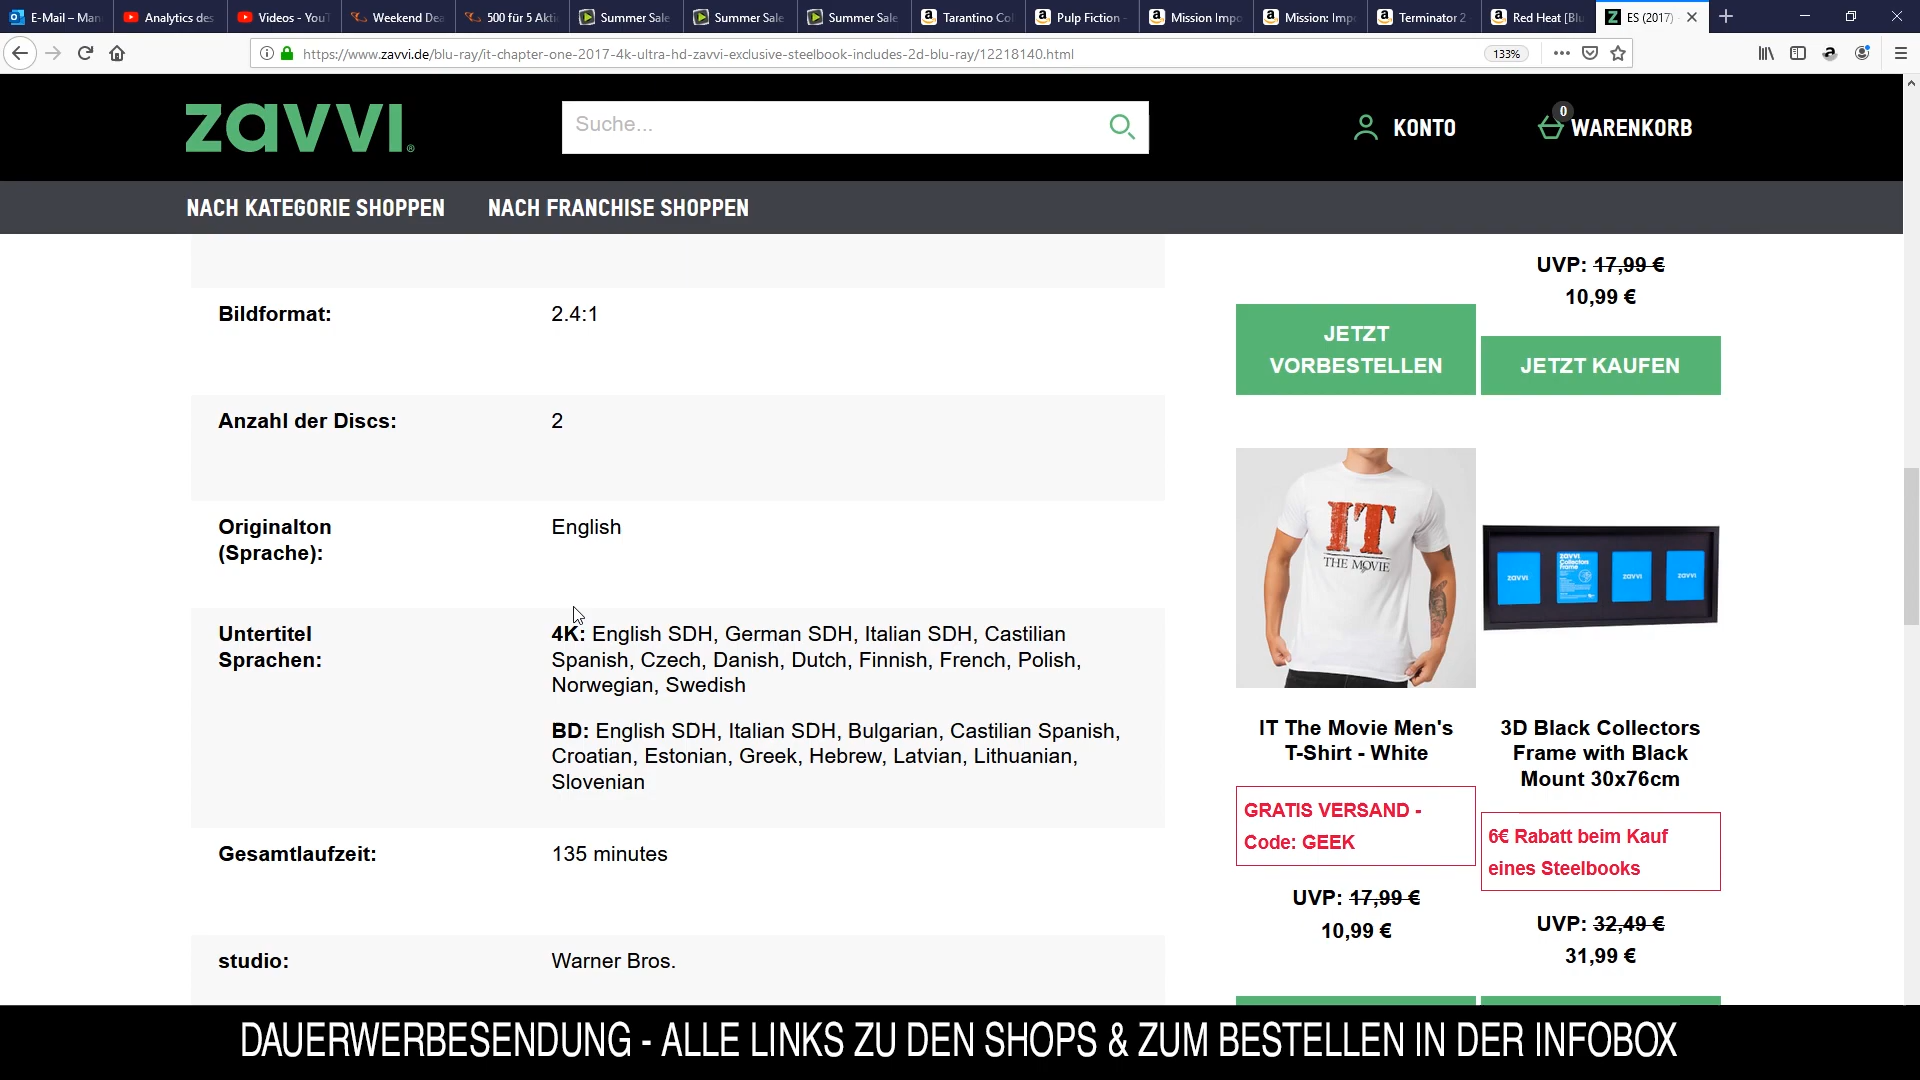 E-Mail – Man
Analytics des
Videos - YouT
Weekend Dea
500 für 5 Akti
Summer Sale
Summer Sale
Summer Sale
Tarantino Col
Pulp Fiction -
Mission Impo
Mission: Imp
Terminator 2 -
Red Heat [Blu
ES (2017)
https://www.zavvi.de/blu-ray/it-chapter-one-2017-4k-ultra-hd-zavvi-exclusive-steelbook-includes-2d-blu-ray/12218140.html
133%
zavvi®
Suche...
KONTO
0
WARENKORB
NACH KATEGORIE SHOPPEN
NACH FRANCHISE SHOPPEN
Bildformat:
2.4:1
Anzahl der Discs:
2
Originalton
(Sprache):
English
Untertitel
Sprachen:
4K: English SDH, German SDH, Italian SDH, Castilian
Spanish, Czech, Danish, Dutch, Finnish, French, Polish,
Norwegian, Swedish
BD: English SDH, Italian SDH, Bulgarian, Castilian Spanish,
Croatian, Estonian, Greek, Hebrew, Latvian, Lithuanian,
Slovenian
Gesamtlaufzeit:
135 minutes
studio:
Warner Bros.
JETZT
VORBESTELLEN
UVP: 17,99 €
10,99 €
JETZT KAUFEN
IT
THE MOVIE
IT The Movie Men's
T-Shirt - White
GRATIS VERSAND -
Code: GEEK
UVP: 17,99 €
10,99 €
zavvi
zavvi
Collectors
Frame
zavvi
zavvi
3D Black Collectors
Frame with Black
Mount 30x76cm
6€ Rabatt beim Kauf
eines Steelbooks
UVP: 32,49 €
31,99 €
DAUERWERBESENDUNG - ALLE LINKS ZU DEN SHOPS & ZUM BESTELLEN IN DER INFOBOX